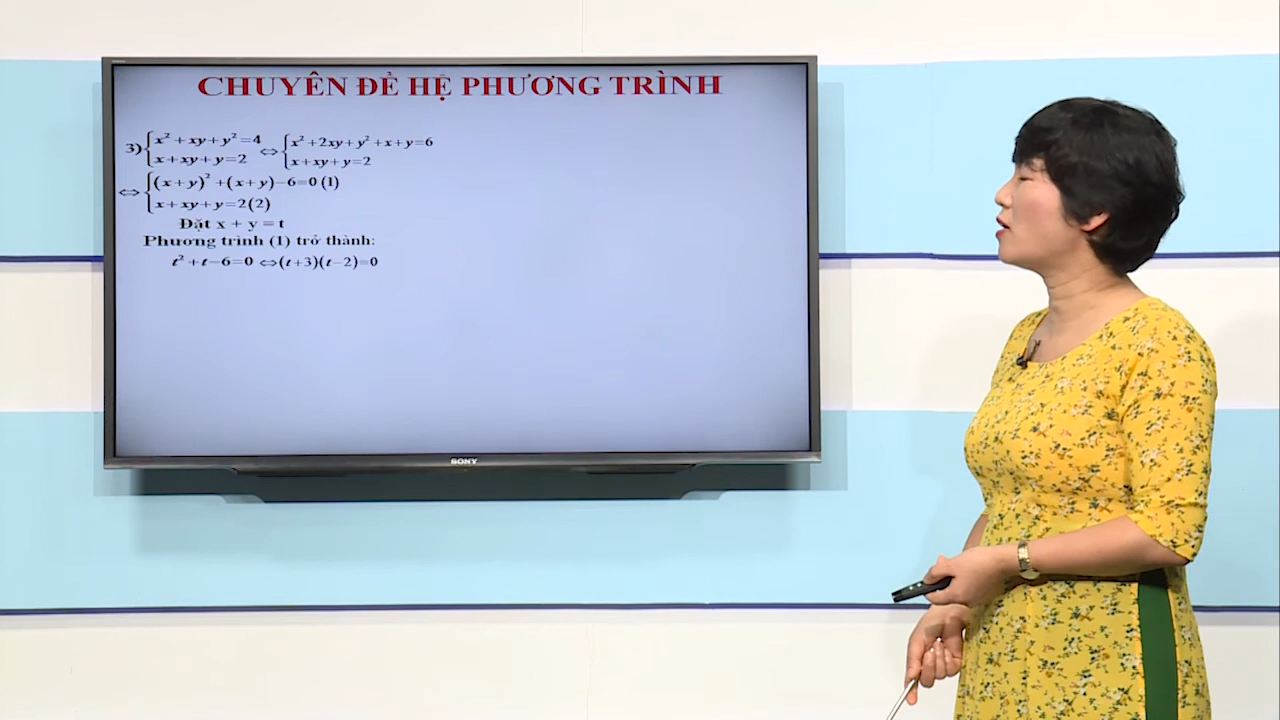 CHUYÊN ĐỀ HỆ PHƯƠNG TRÌNH
3) { x² + xy + y² = 4 ⇔ { x² + 2xy + y² + x + y = 6
x + xy + y = 2 x + xy + y = 2
⇔ { (x + y)² + (x + y) − 6 = 0 (1)
x + xy + y = 2 (2)
Đặt x + y = t
Phương trình (1) trở thành:
t² + t − 6 = 0 ⇔ (t + 3)(t − 2) = 0
SONY